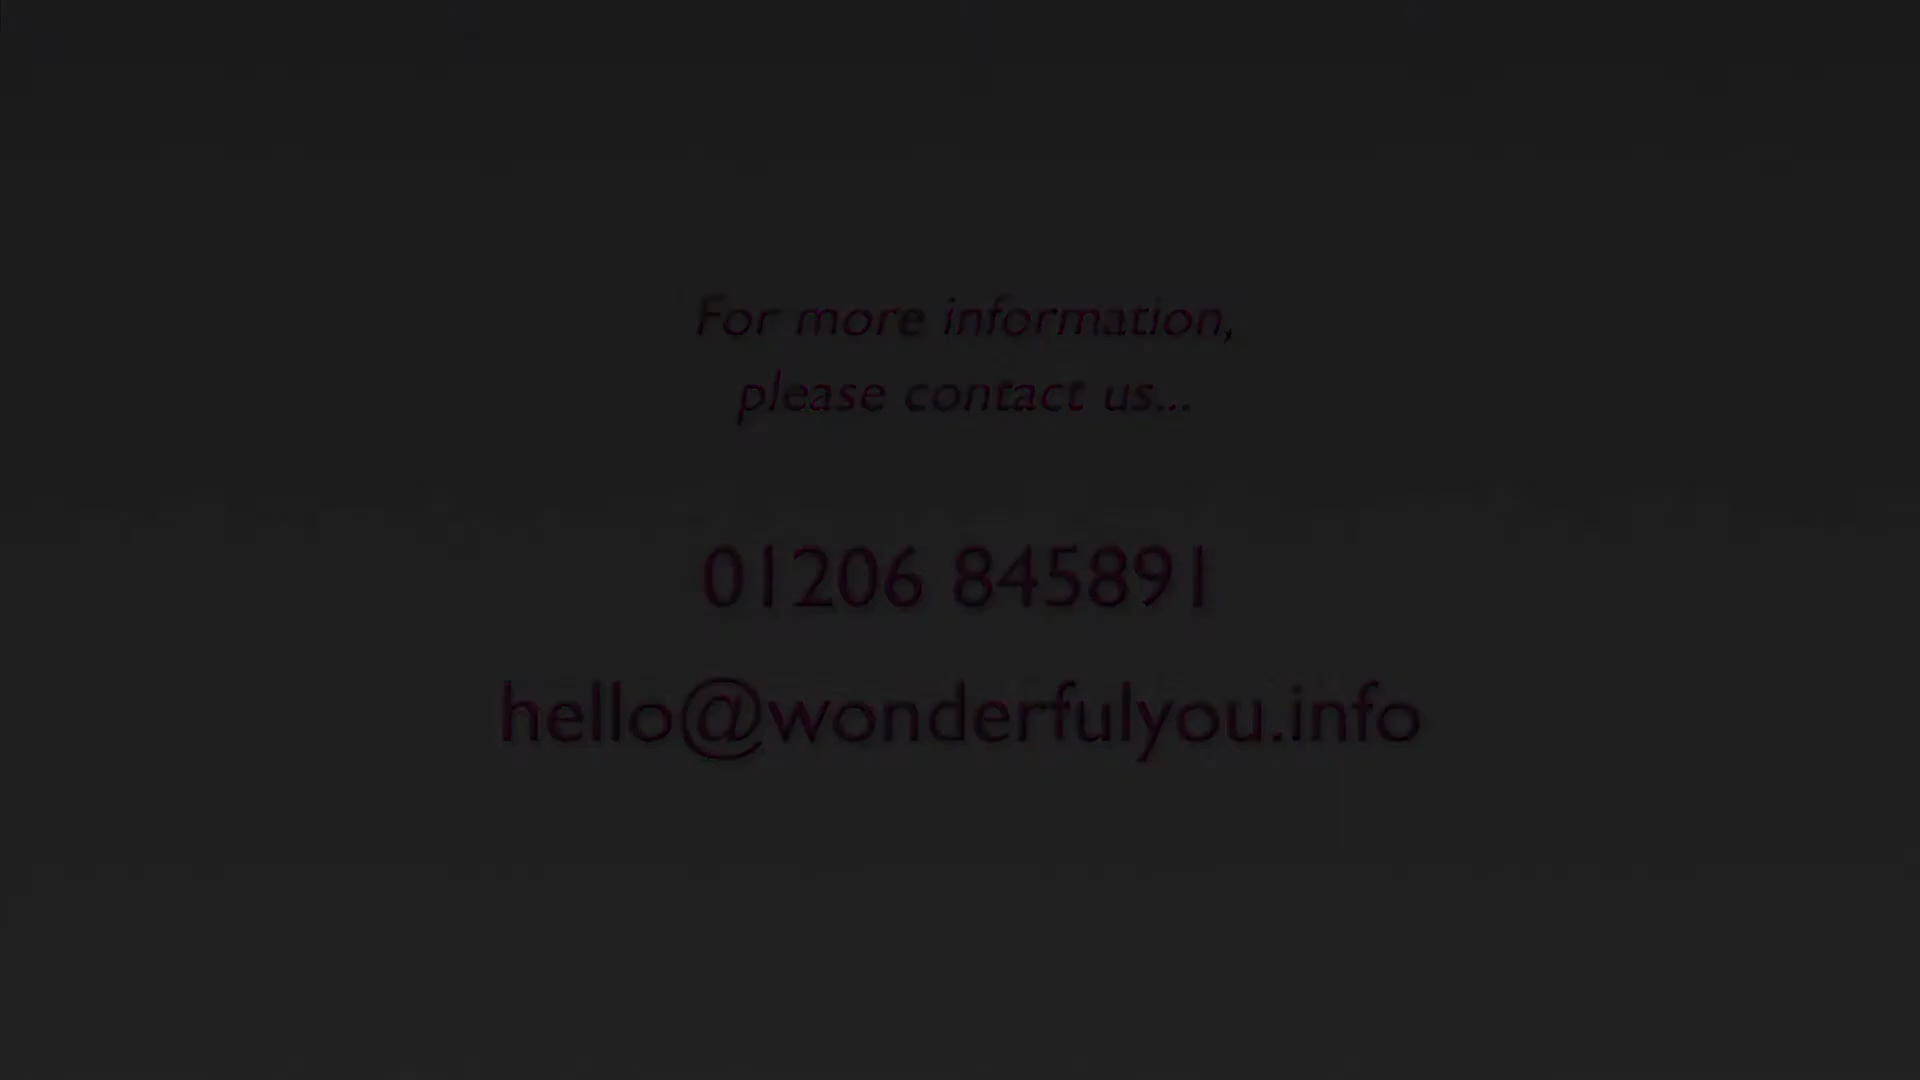 For more information,
please contact us...
01206 845891
hello@wonderfulyou.info